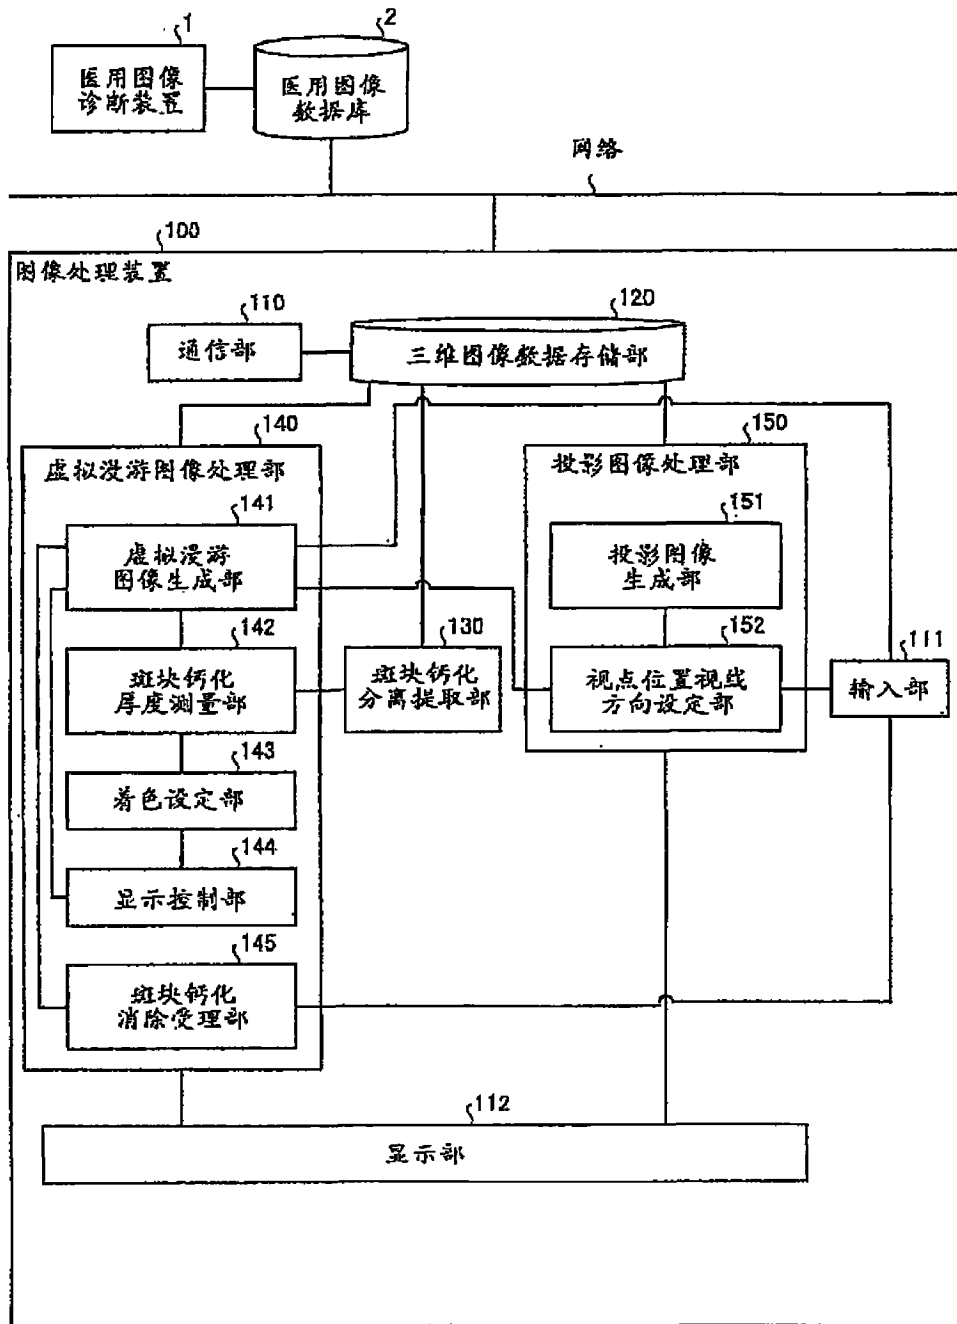 1
医用图像
诊断装置
2
医用图像
数据库
网络
100
图像处理装置
110
通信部
120
三维图像数据存储部
140
虚拟漫游图像处理部
141
虚拟漫游
图像生成部
142
斑块钙化
厚度测量部
143
着色设定部
144
显示控制部
145
斑块钙化
消除受理部
130
斑块钙化
分离提取部
150
投影图像处理部
151
投影图像
生成部
152
视点位置视线
方向设定部
111
输入部
112
显示部